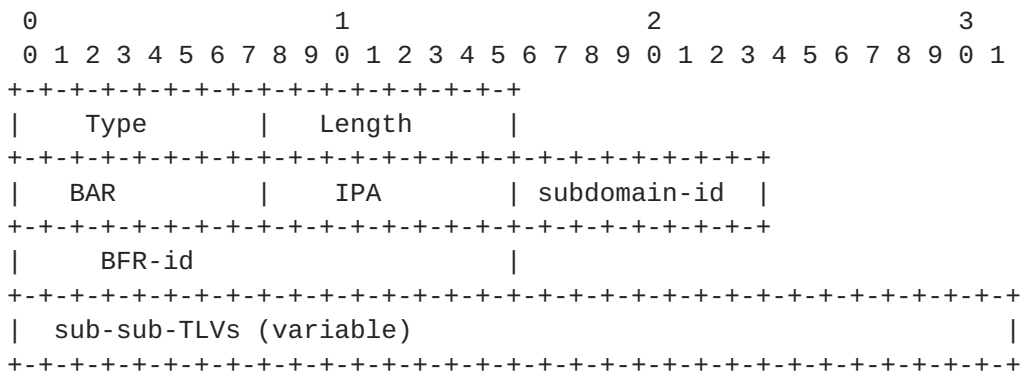 0                   1                   2                   3
 0 1 2 3 4 5 6 7 8 9 0 1 2 3 4 5 6 7 8 9 0 1 2 3 4 5 6 7 8 9 0 1
+-+-+-+-+-+-+-+-+-+-+-+-+-+-+-+-+
|     Type      |   Length      |
+-+-+-+-+-+-+-+-+-+-+-+-+-+-+-+-+-+-+-+-+-+-+-+-+
|   BAR         |    IPA        | subdomain-id  |
+-+-+-+-+-+-+-+-+-+-+-+-+-+-+-+-+-+-+-+-+-+-+-+-+
|     BFR-id                    |
+-+-+-+-+-+-+-+-+-+-+-+-+-+-+-+-+-+-+-+-+-+-+-+-+-+-+-+-+-+-+-+-+
|  sub-sub-TLVs (variable)                                      |
+-+-+-+-+-+-+-+-+-+-+-+-+-+-+-+-+-+-+-+-+-+-+-+-+-+-+-+-+-+-+-+-+